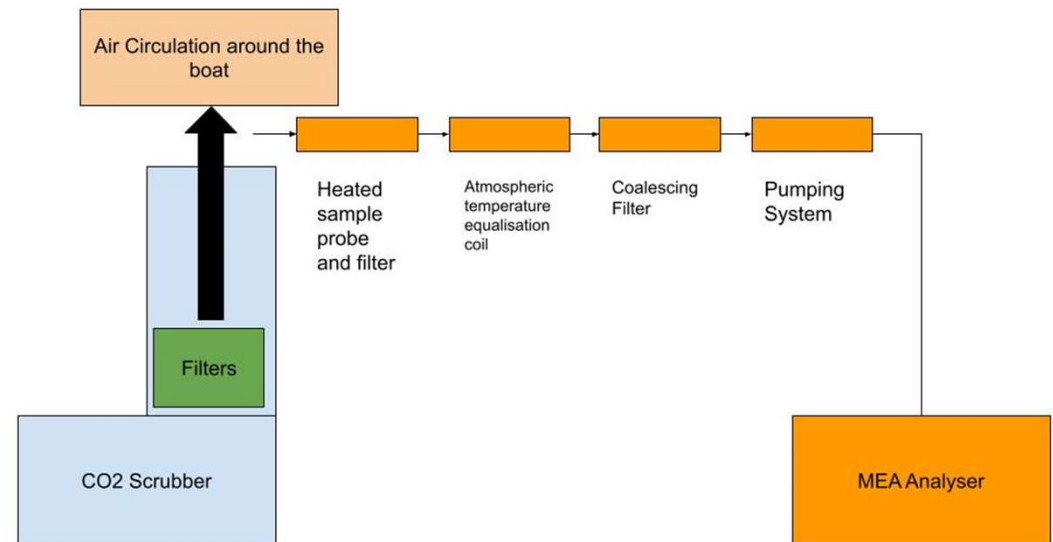 Air Circulation around the
boat
Heated
sample
probe
and filter
Atmospheric
temperature
equalisation
coil
Coalescing
Filter
Pumping
System
Filters
CO2 Scrubber
MEA Analyser